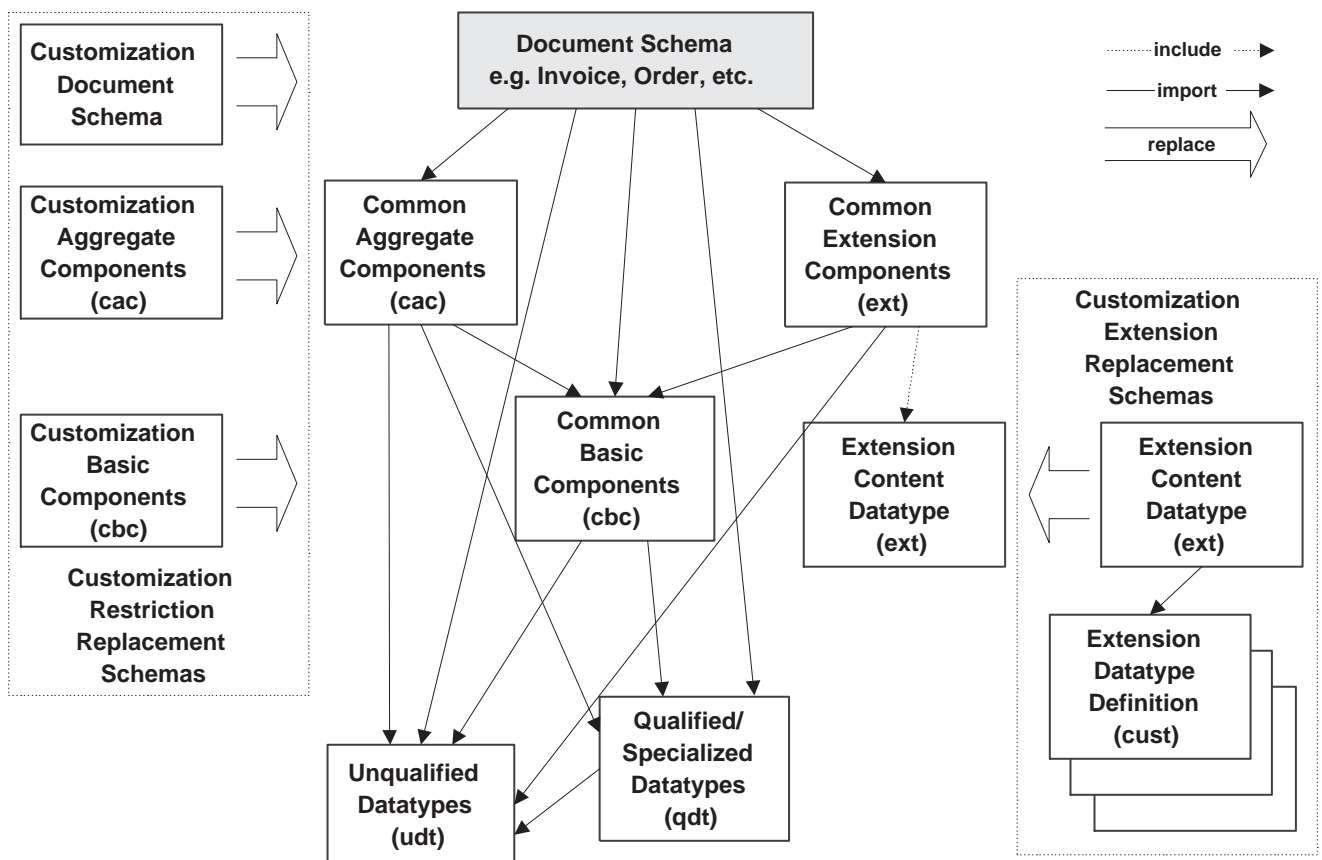 Customization
Document
Schema
Document Schema
e.g. Invoice, Order, etc.
include
import
replace
Customization
Aggregate
Components
(cac)
Common
Aggregate
Components
(cac)
Common
Extension
Components
(ext)
Customization
Extension
Replacement
Schemas
Customization
Basic
Components
(cbc)
Common
Basic
Components
(cbc)
Extension
Content
Datatype
(ext)
Extension
Content
Datatype
(ext)
Customization
Restriction
Replacement
Schemas
Extension
Datatype
Definition
(cust)
Unqualified
Datatypes
(udt)
Qualified/
Specialized
Datatypes
(qdt)